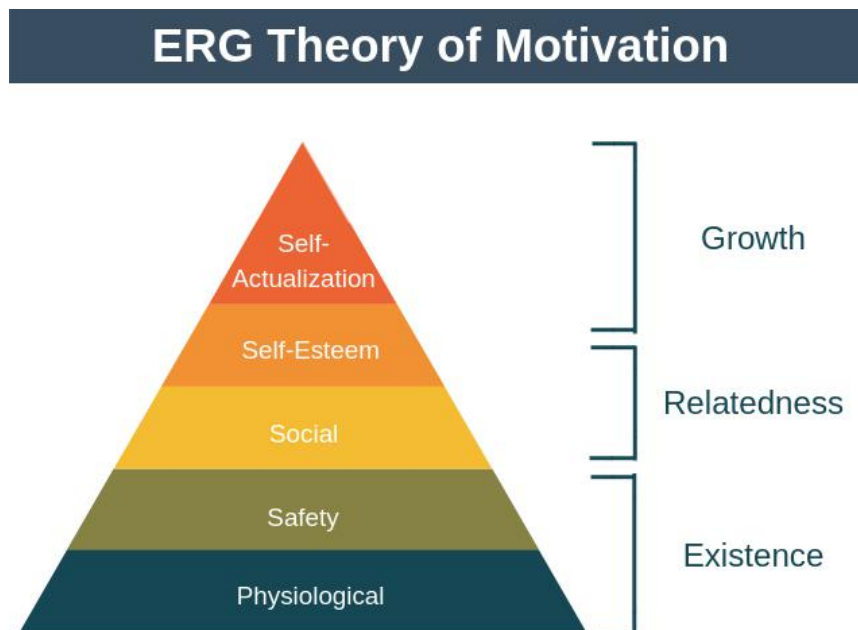 ERG Theory of Motivation
Self-
Actualization
Self-Esteem
Social
Safety
Physiological
Growth
Relatedness
Existence